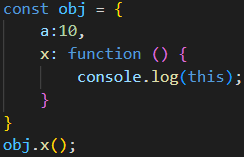 const obj = {
    a:10,
    x: function () {
        console.log(this);
    }
}
obj.x();